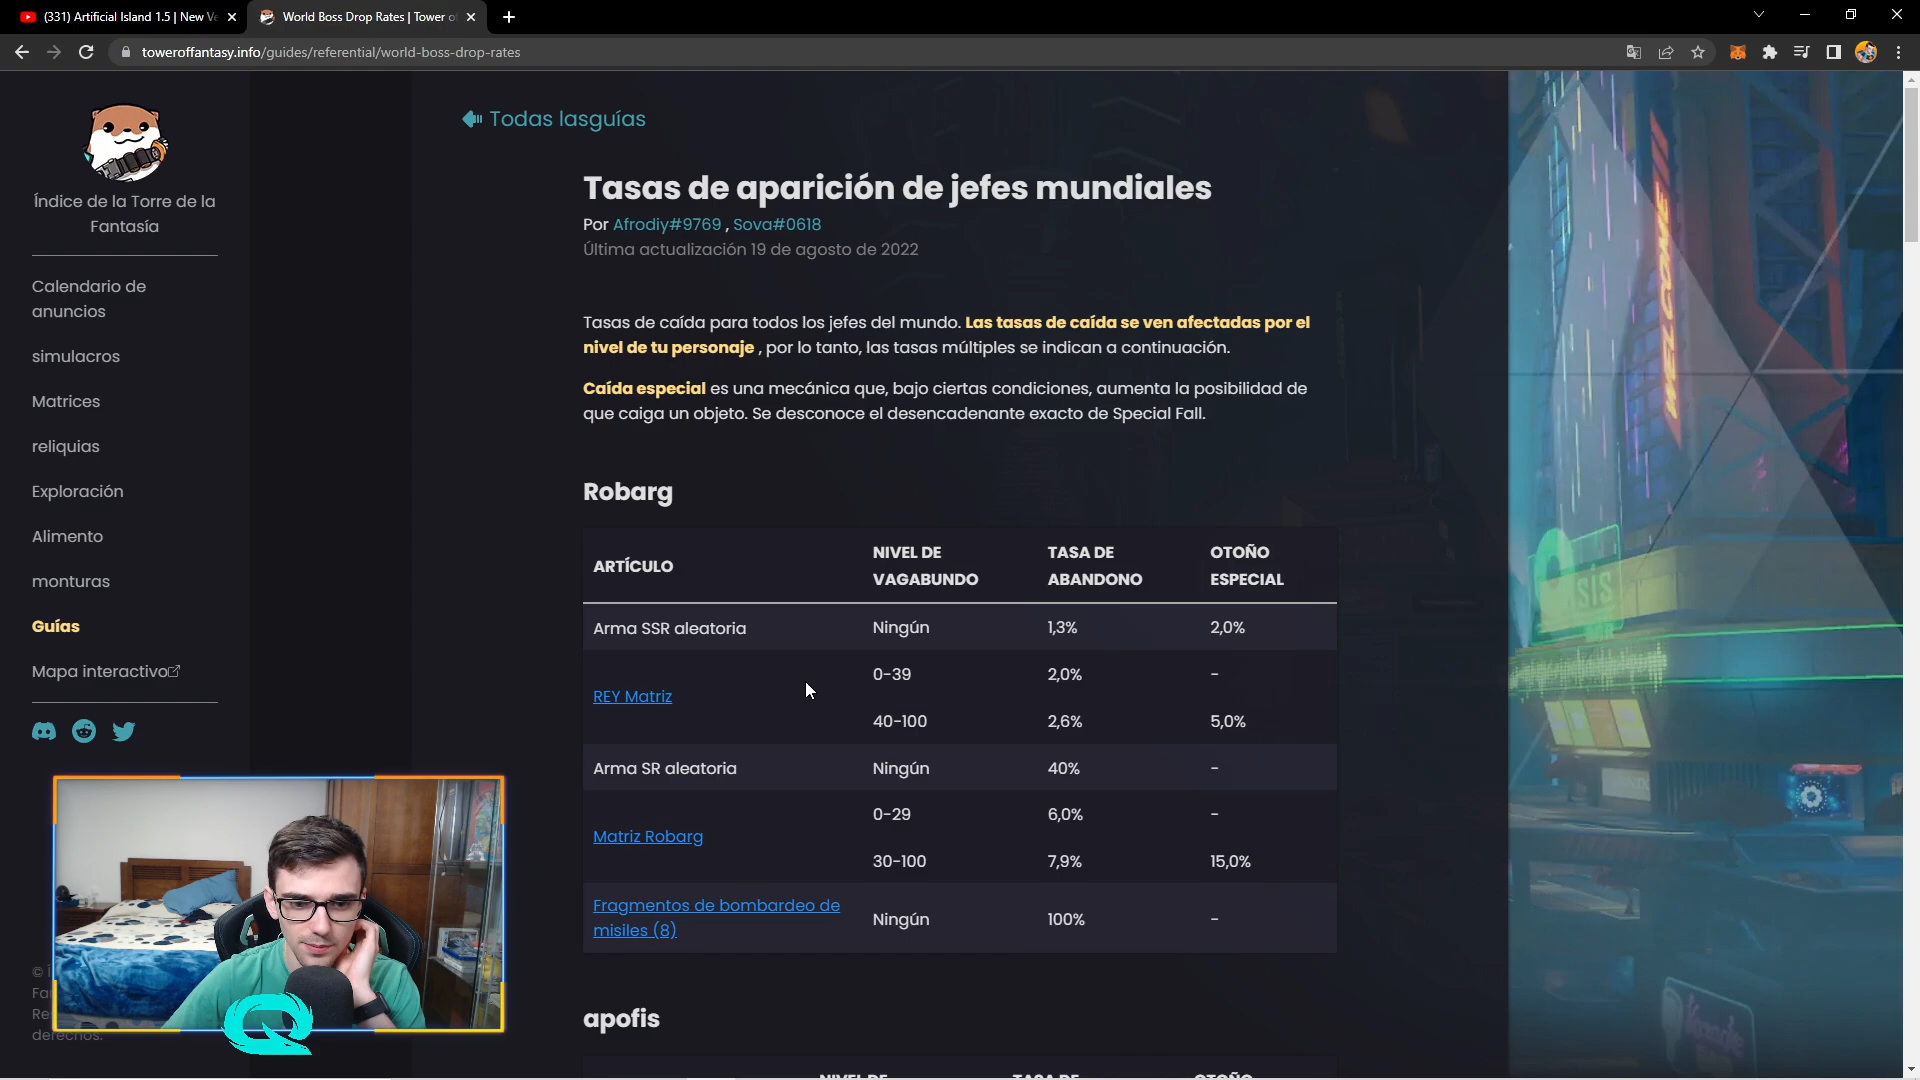 (331) Artificial Island 1.5 | New Ve
World Boss Drop Rates | Tower o
toweroffantasy.info/guides/referential/world-boss-drop-rates
Índice de la Torre de la
Fantasía
Calendario de
anuncios
simulacros
Matrices
reliquias
Exploración
Alimento
monturas
Guías
Mapa interactivo
derechos.
Todas lasguías
Tasas de aparición de jefes mundiales
Por Afrodiy#9769 , Sova#0618
Última actualización 19 de agosto de 2022
Tasas de caída para todos los jefes del mundo. Las tasas de caída se ven afectadas por el
nivel de tu personaje , por lo tanto, las tasas múltiples se indican a continuación.
Caída especial es una mecánica que, bajo ciertas condiciones, aumenta la posibilidad de
que caiga un objeto. Se desconoce el desencadenante exacto de Special Fall.
Robarg
ARTÍCULO NIVEL DE VAGABUNDO TASA DE ABANDONO OTOÑO ESPECIAL
Arma SSR aleatoria Ningún 1,3% 2,0%
REY Matriz 0-39 2,0% -
40-100 2,6% 5,0%
Arma SR aleatoria Ningún 40% -
Matriz Robarg 0-29 6,0% -
30-100 7,9% 15,0%
Fragmentos de bombardeo de
misiles (8) Ningún 100% -
apofis
NIVEL DE TASA DE OTOÑO